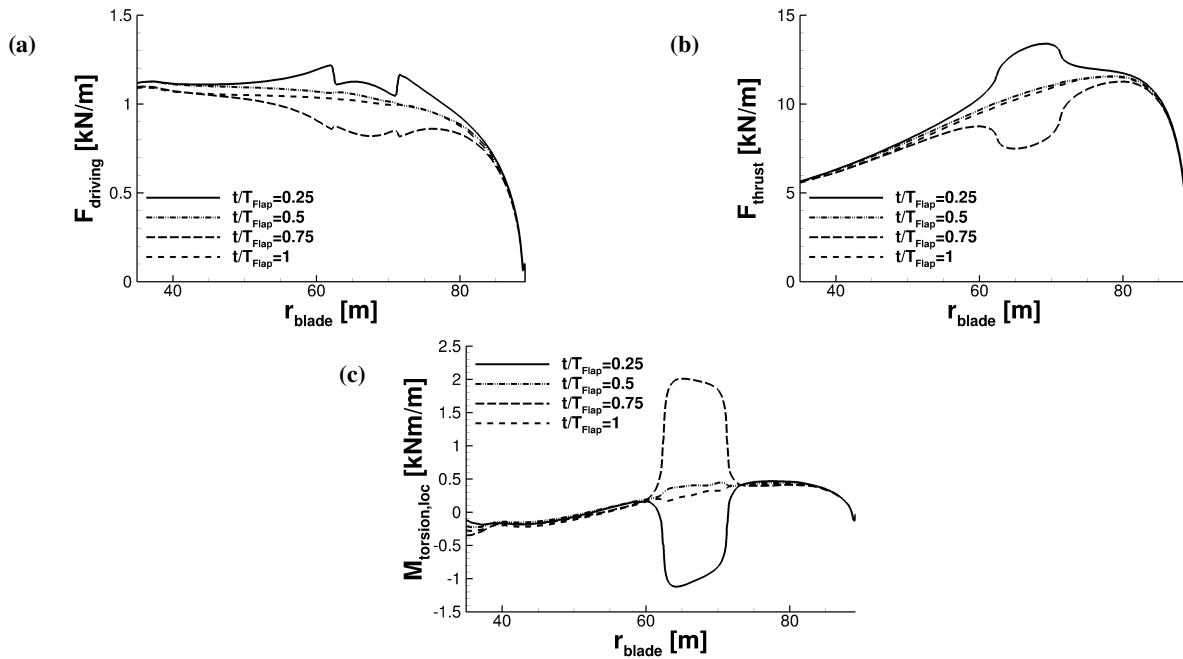 (a)
F_driving [kN/m]
1.5
1
0.5
0
t/T_Flap=0.25
t/T_Flap=0.5
t/T_Flap=0.75
t/T_Flap=1
40 60 80
r_blade [m]
(b)
F_thrust [kN/m]
15
10
5
0
t/T_Flap=0.25
t/T_Flap=0.5
t/T_Flap=0.75
t/T_Flap=1
40 60 80
r_blade [m]
(c)
M_torsion,loc [kNm/m]
2.5
2
1.5
1
0.5
0
-0.5
-1
-1.5
t/T_Flap=0.25
t/T_Flap=0.5
t/T_Flap=0.75
t/T_Flap=1
40 60 80
r_blade [m]